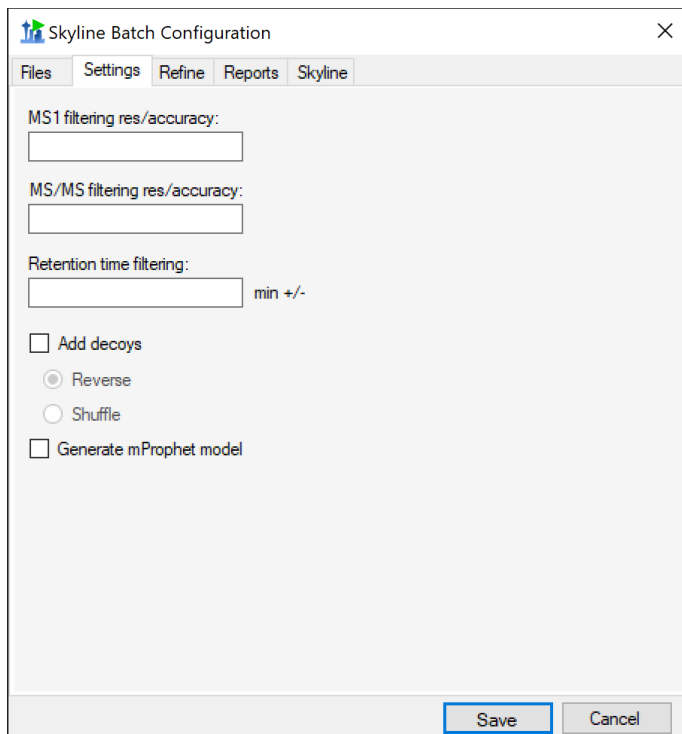 Skyline Batch Configuration
Files Settings Refine Reports Skyline
MS1 filtering res/accuracy:
MS/MS filtering res/accuracy:
Retention time filtering:
min +/-
Add decoys
Reverse
Shuffle
Generate mProphet model
Save Cancel